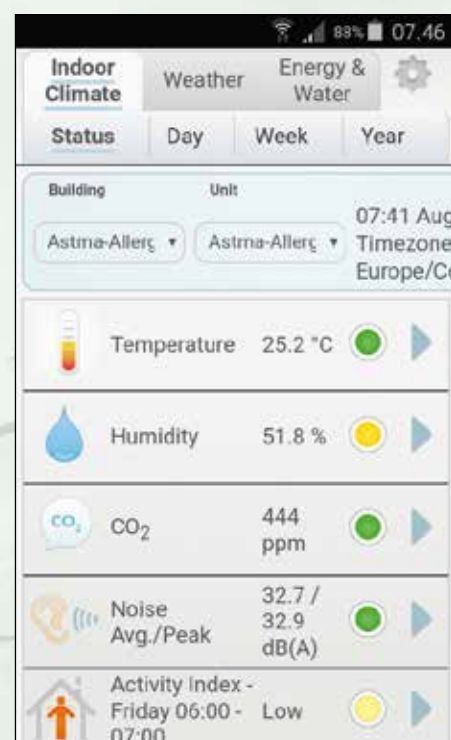 88% 07.46
Indoor Climate Weather Energy & Water
Status Day Week Year
Building Unit
Astma-Allerg Astma-Allerg
07:41 Aug
Timezone
Europe/Ce
Temperature 25.2 °C
Humidity 51.8 %
CO₂ CO₂ 444 ppm
Noise Avg./Peak 32.7 / 32.9 dB(A)
Activity Index - Friday 06:00 - 07:00 Low